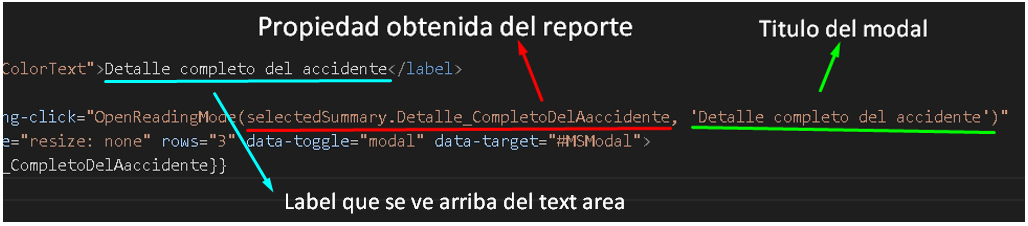 Propiedad obtenida del reporte
Titulo del modal
ColorText">Detalle completo del accidente</label>
ng-click="OpenReadingMode(selectedSummary.Detalle_CompletoDelAaccidente, 'Detalle completo del accidente')"
e="resize: none" rows="3" data-toggle="modal" data-target="#MSModal">
_CompletoDelAaccidente}}
Label que se ve arriba del text area